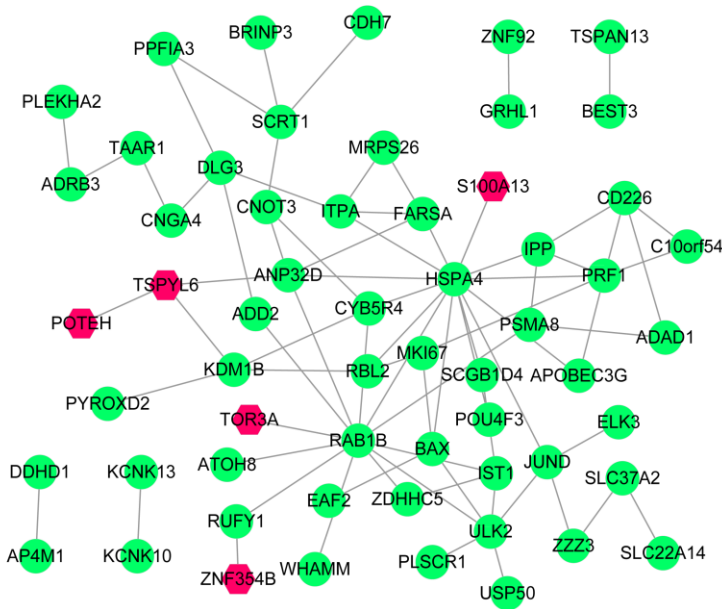 CDH7
BRINP3
PPFIA3
ZNF92
TSPAN13
PLEKHA2
GRHL1
BEST3
SCRT1
TAAR1
MRPS26
DLG3
ADRB3
S100A13
CD226
CNOT3
ITPA
FARSA
CNGA4
C10orf54
IPP
ANP32D
HSPA4
PRF1
TSPYL6
CYB5R4
ADD2
POTEH
PSMA8
ADAD1
MKI67
KDM1B
RBL2
SCGB1D4
APOBEC3G
PYROXD2
TOR3A
POU4F3
ELK3
RAB1B
BAX
ATOH8
IST1
JUND
DDHD1
KCNK13
SLC37A2
EAF2
ZDHHC5
RUFY1
ULK2
ZZZ3
AP4M1
KCNK10
SLC22A14
PLSCR1
WHAMM
ZNF354B
USP50